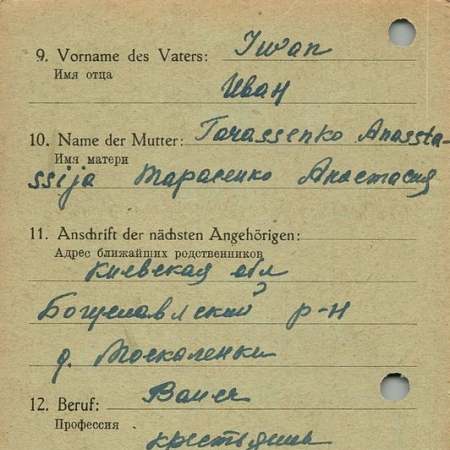 9. Vorname des Vaters: Iwan
Имя отца
Иван
10. Name der Mutter: Tarassenko Anassta-
Имя матери
ssija Тарасенко Анастасия
11. Anschrift der nächsten Angehörigen:
Адрес ближайших родственников
Киевская обл
Богуславский р-н
д. Москаленки
12. Beruf: Bauer
Профессия
крестьянин